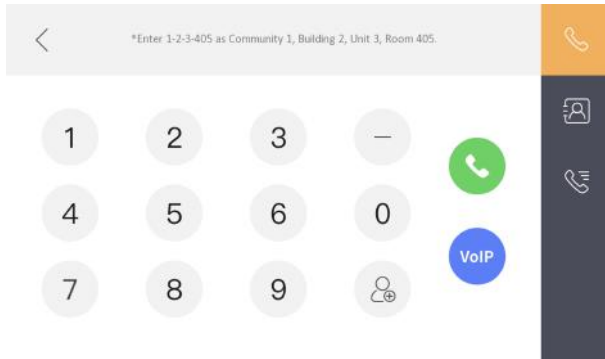 *Enter 1-2-3-405 as Community 1, Building 2, Unit 3, Room 405.
1 2 3 —
4 5 6 0
VoIP
7 8 9